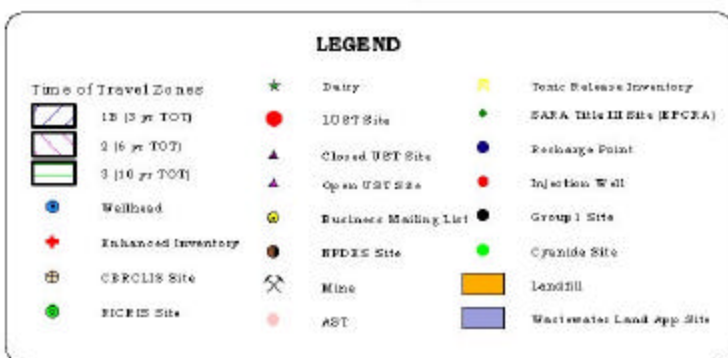 LEGEND
Time of Travel Zones
1B (3 yr TOT)
2 (6 yr TOT)
3 (10 yr TOT)
Wellhead
Enhanced Inventory
CERCLIS Site
RICRIS Site
Dairy
LUST Site
Closed UST Site
Open UST Site
Business Mailing List
NPDES Site
Mine
AST
Toxic Release Inventory
SARA Title III Site (EPCRA)
Recharge Point
Injection Well
Group 1 Site
Cyanide Site
Landfill
Wastewater Land App Site